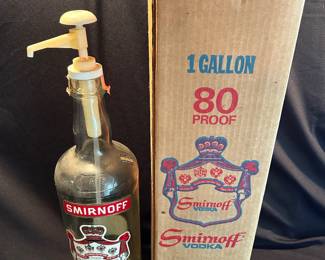 SMIRNOFF
1 GALLON
80
PROOF
Smirnoff
VODKA
Smirnoff
VODKA